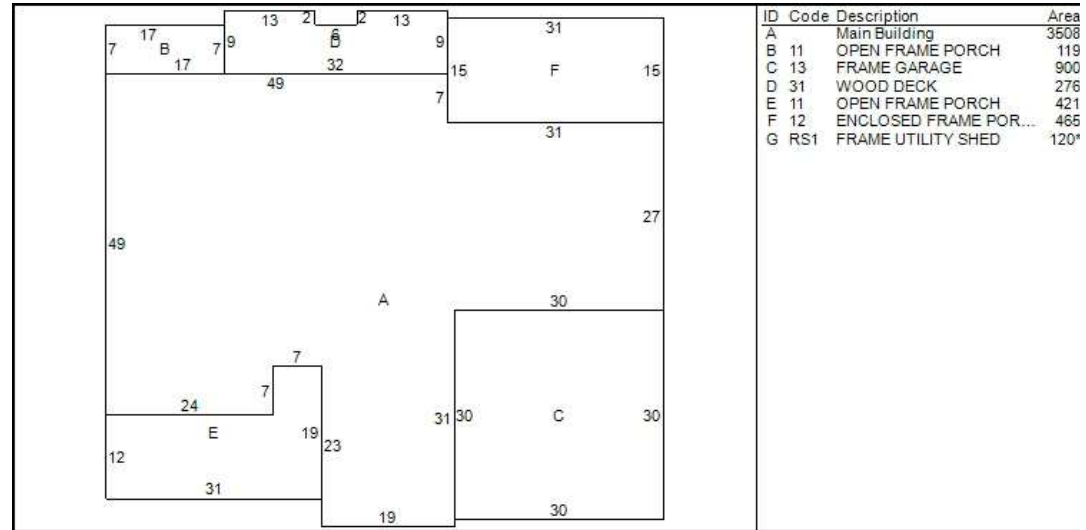 13 2 2 13
31
17
7 B 7 9 6 D 9
17 32 15 F 15
49
7
31
27
49
A
30
7
7
24
E 19 23 31 30 C 30
12
31
19
30
ID Code Description Area
A Main Building 3508
B 11 OPEN FRAME PORCH 119
C 13 FRAME GARAGE 900
D 31 WOOD DECK 276
E 11 OPEN FRAME PORCH 421
F 12 ENCLOSED FRAME POR... 465
G RS1 FRAME UTILITY SHED 120*